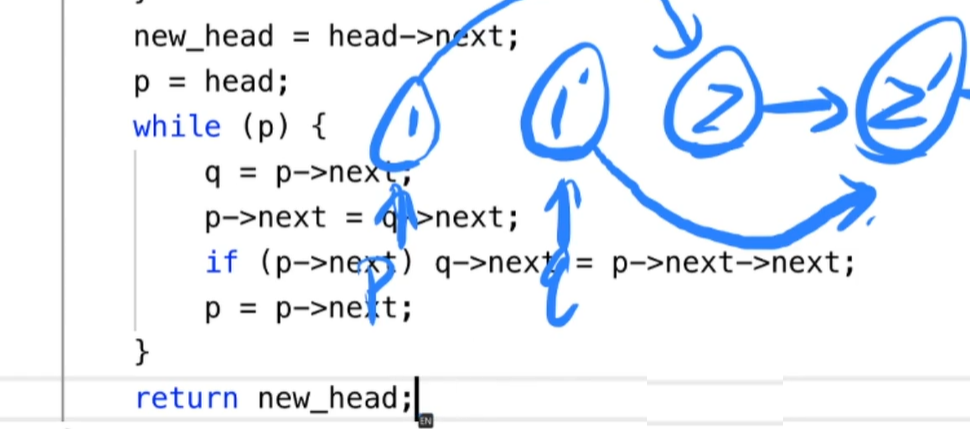 }
new_head = head->next;
p = head;
while (p) {
q = p->next;
p->next = q->next;
if (p->next) q->next = p->next->next;
p = p->next;
}
return new_head;
EN
1 1' 2 2'
p q